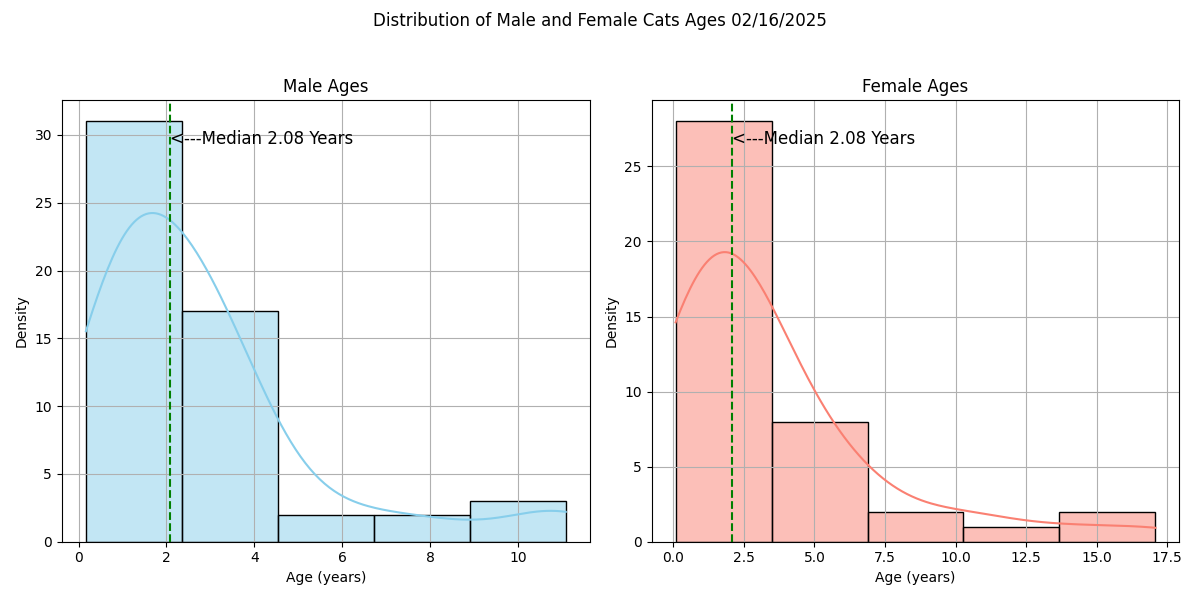 Distribution of Male and Female Cats Ages 02/16/2025
Male Ages
<---Median 2.08 Years
Density
30
25
20
15
10
5
0
0 2 4 6 8 10
Age (years)
Female Ages
<---Median 2.08 Years
Density
25
20
15
10
5
0
0.0 2.5 5.0 7.5 10.0 12.5 15.0 17.5
Age (years)